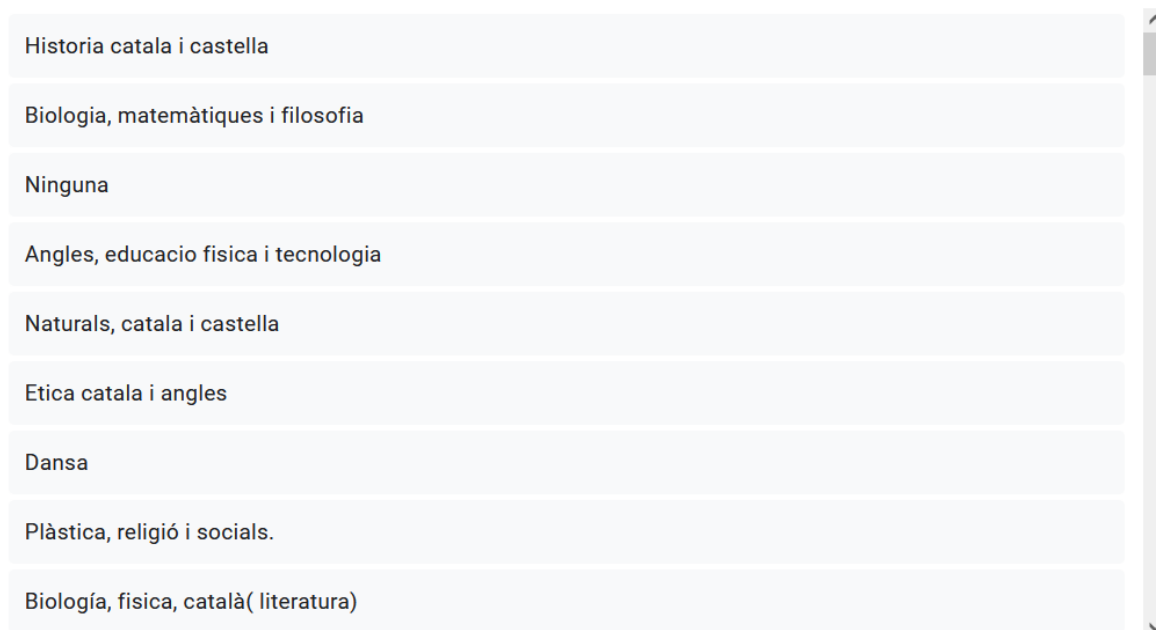 Historia catala i castella
Biologia, matemàtiques i filosofia
Ninguna
Angles, educacio fisica i tecnologia
Naturals, catala i castella
Etica catala i angles
Dansa
Plàstica, religió i socials.
Biología, fisica, català( literatura)